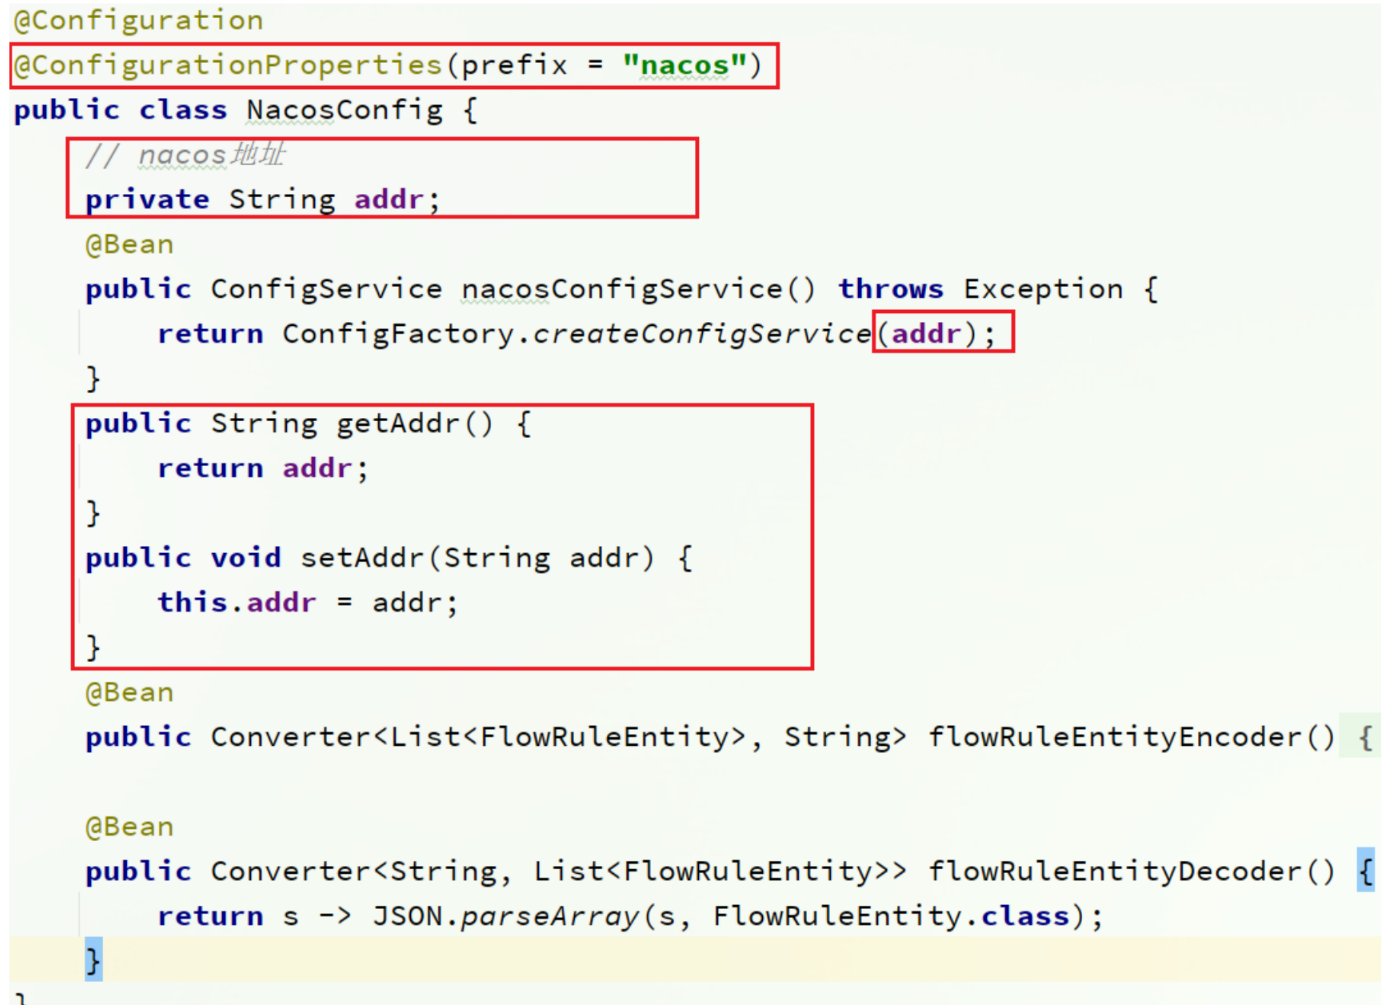 @Configuration
@ConfigurationProperties(prefix = "nacos")
public class NacosConfig {
// nacos地址
private String addr;
@Bean
public ConfigService nacosConfigService() throws Exception {
return ConfigFactory.createConfigService(addr);
}
public String getAddr() {
return addr;
}
public void setAddr(String addr) {
this.addr = addr;
}
@Bean
public Converter<List<FlowRuleEntity>, String> flowRuleEntityEncoder() {
@Bean
public Converter<String, List<FlowRuleEntity>> flowRuleEntityDecoder() {
return s -> JSON.parseArray(s, FlowRuleEntity.class);
}
}